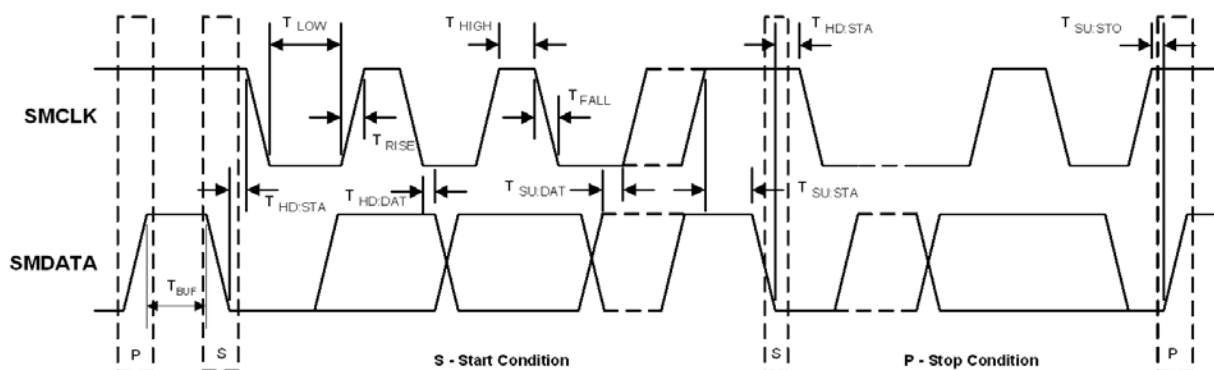 T LOW
T HIGH
T HD:STA
T SU:STO
SMCLK
T FALL
T RISE
T HD:STA
T HD:DAT
T SU:DAT
T SU:STA
SMDATA
T BUF
P
S
S - Start Condition
S
P - Stop Condition
P